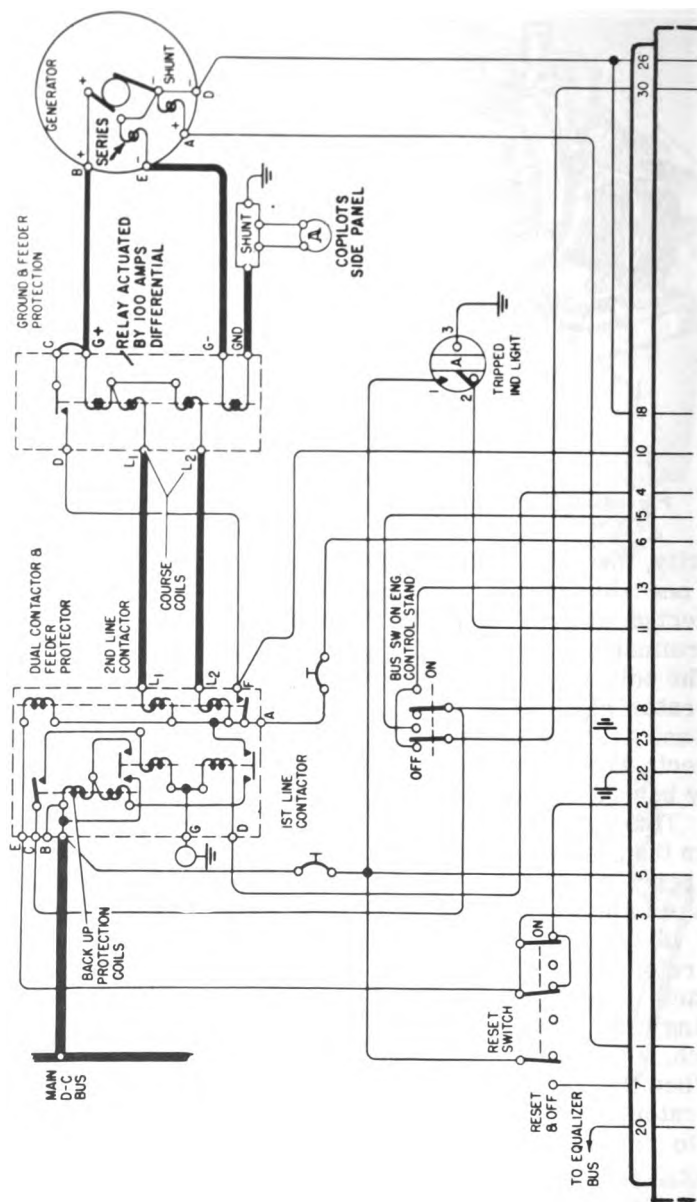 MAIN
D-C
BUS
BACK UP
PROTECTION
COILS
DUAL CONTACTOR &
FEEDER
PROTECTOR
E
C
B
G
D
1ST LINE
CONTACTOR
2ND LINE
CONTACTOR
L1
L2
F
A
COURSE
COILS
GROUND & FEEDER
PROTECTION
D
L1
L2
C
G+
RELAY ACTUATED
BY 100 AMPS
DIFFERENTIAL
G-
GND
GENERATOR
B
+
+
SERIES
E
-
SHUNT
-
-
D
+
A
SHUNT
A
COPILOTS
SIDE PANEL
RESET
SWITCH
ON
RESET
& OFF
TO EQUALIZER
BUS
BUS SW ON ENG
CONTROL STAND
OFF
ON
1
2
3
A
TRIPPED
IND LIGHT
20
7
1
3
5
2
22
23
8
11
13
6
15
4
10
18
30
26